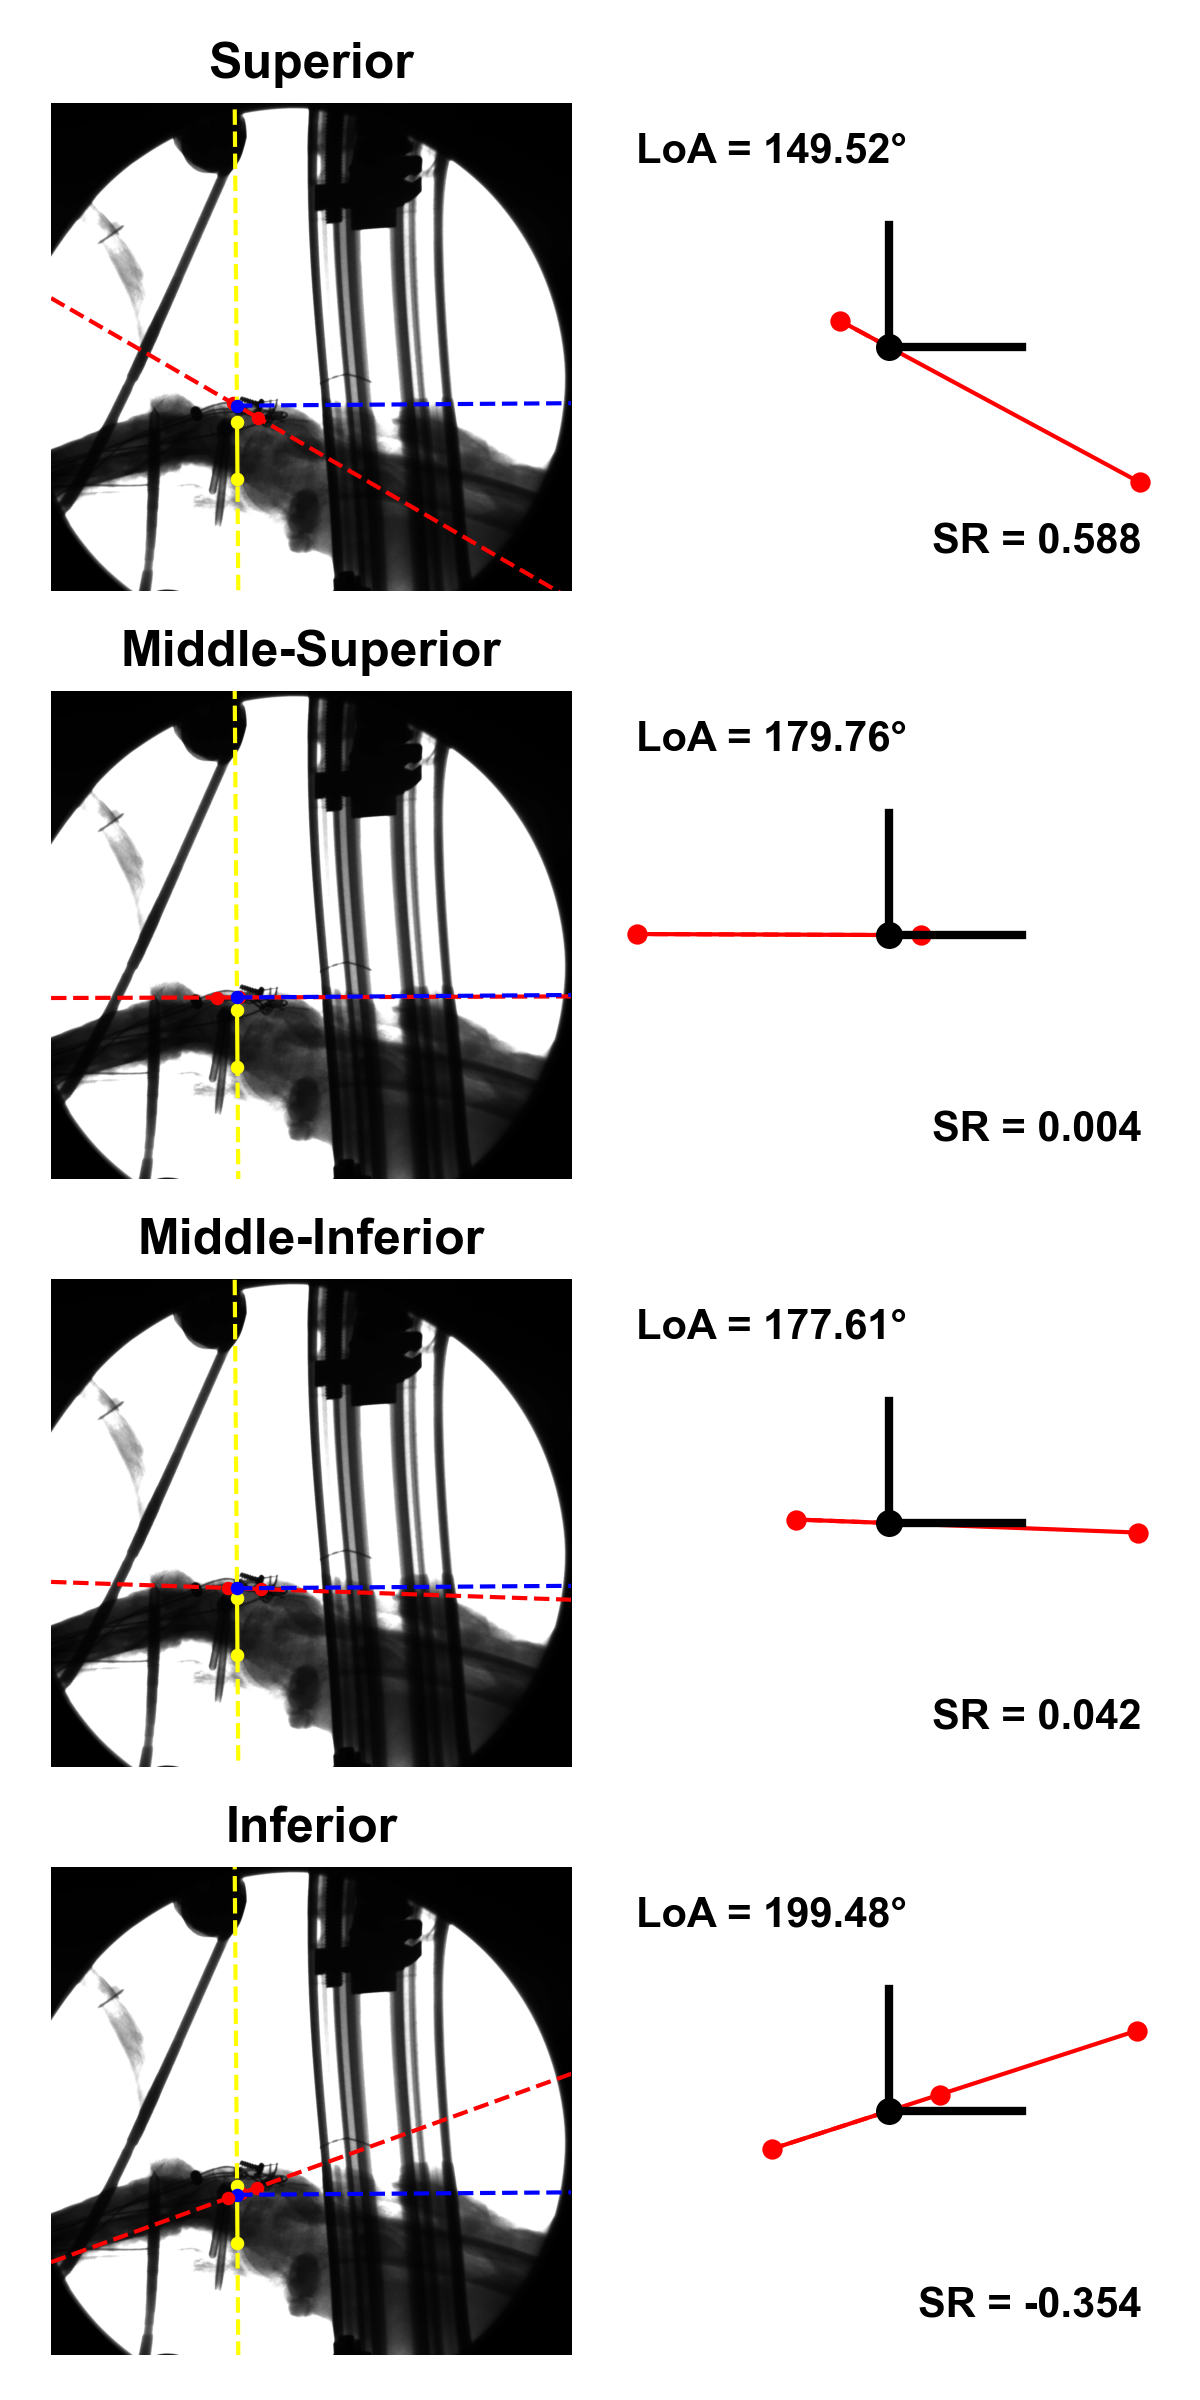 Superior
LoA = 149.52°
SR = 0.588
Middle-Superior
LoA = 179.76°
SR = 0.004
Middle-Inferior
LoA = 177.61°
SR = 0.042
Inferior
LoA = 199.48°
SR = -0.354